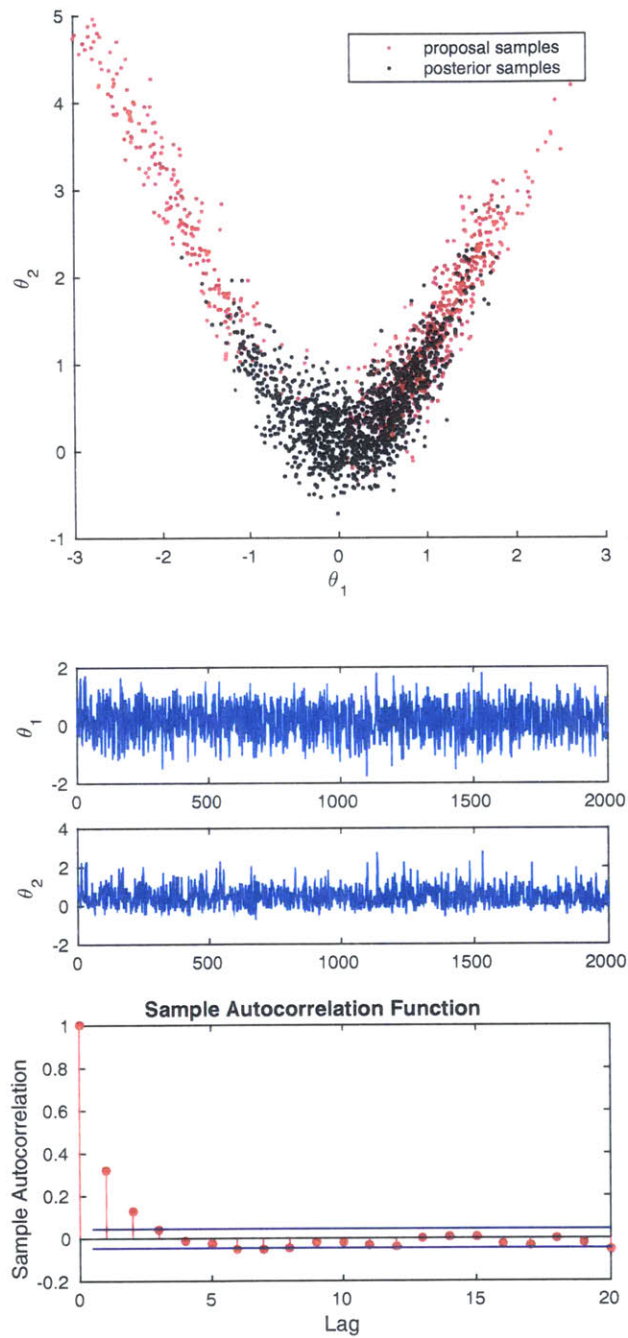 5
proposal samples
posterior samples
4
3
θ2
2
1
0
-1
-3 -2 -1 0 1 2 3
θ1
2
θ1
0
-2
0 500 1000 1500 2000
4
2
θ2
0
-2
0 500 1000 1500 2000
Sample Autocorrelation Function
1
0.8
0.6
0.4
0.2
0
-0.2
Sample Autocorrelation
0 5 10 15 20
Lag